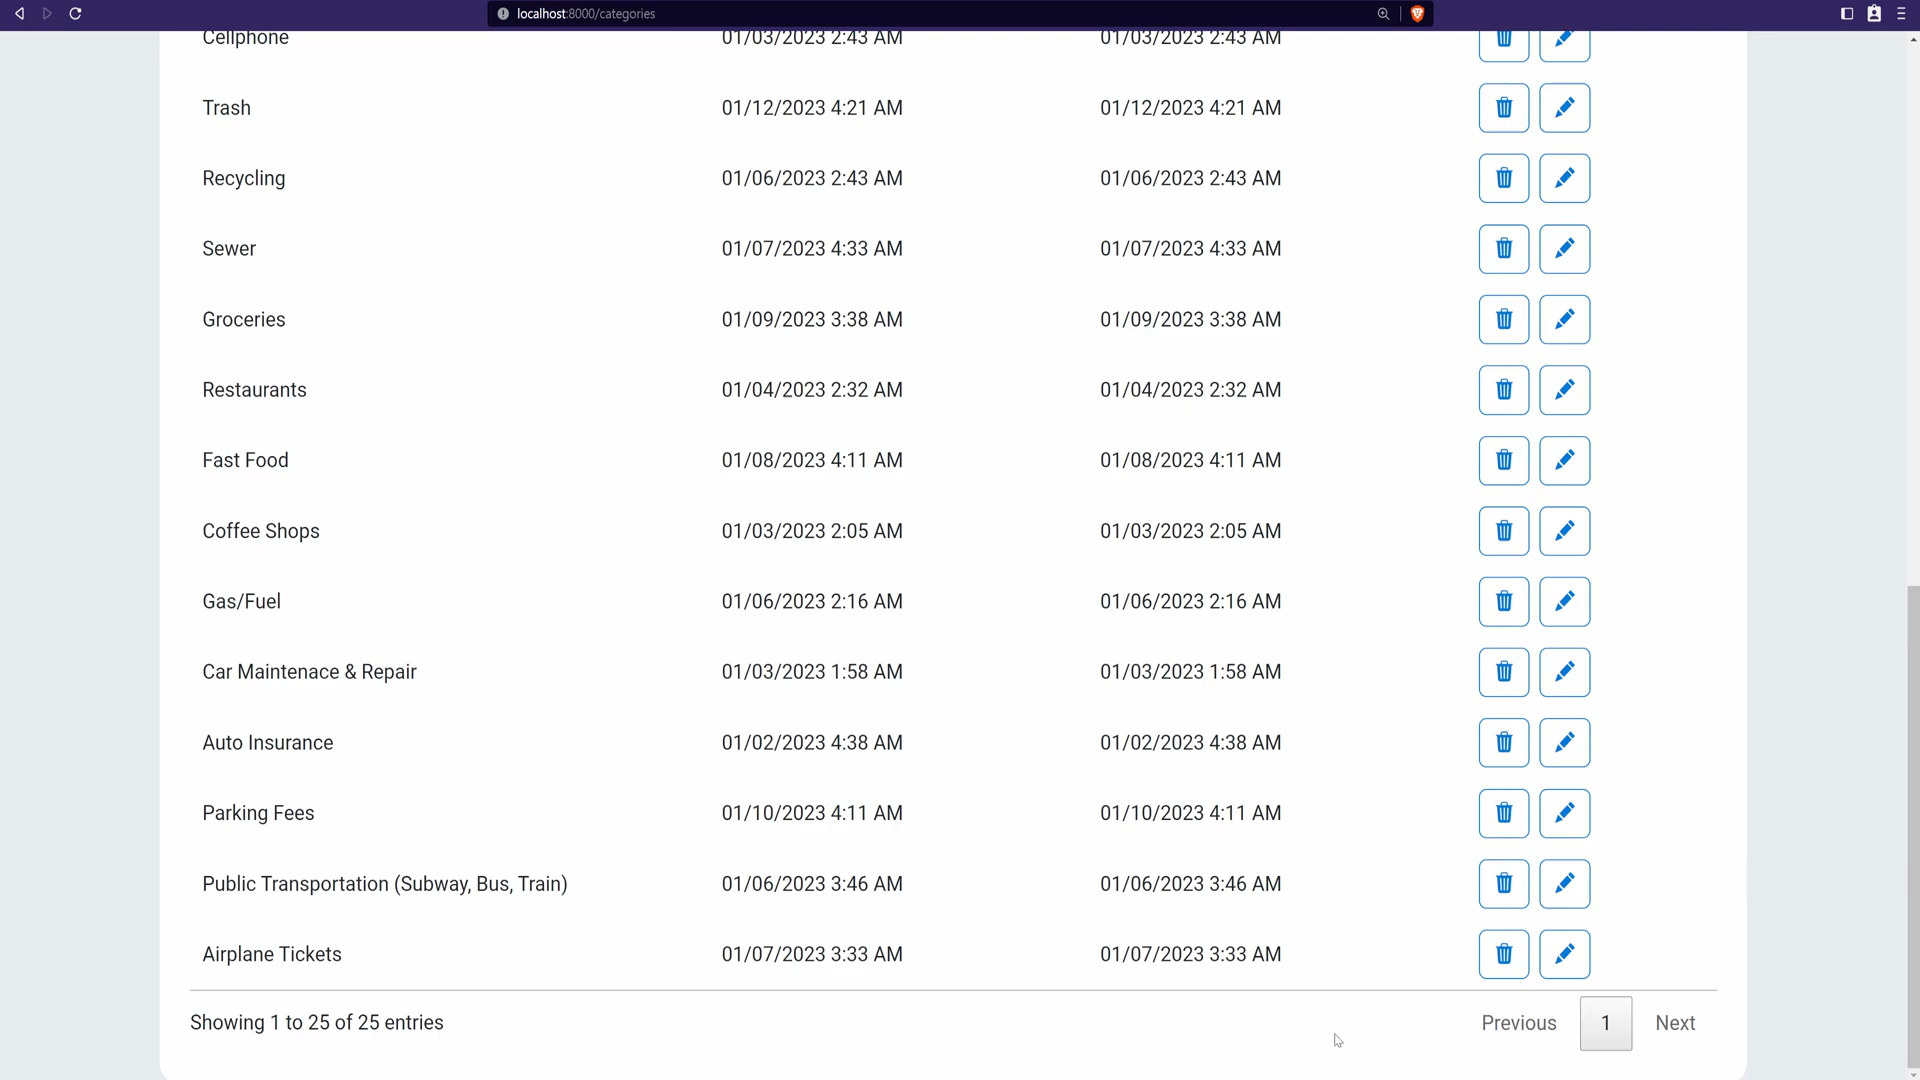 localhost:8000/categories
Cellphone 01/03/2023 2:43 AM 01/03/2023 2:43 AM
Trash 01/12/2023 4:21 AM 01/12/2023 4:21 AM
Recycling 01/06/2023 2:43 AM 01/06/2023 2:43 AM
Sewer 01/07/2023 4:33 AM 01/07/2023 4:33 AM
Groceries 01/09/2023 3:38 AM 01/09/2023 3:38 AM
Restaurants 01/04/2023 2:32 AM 01/04/2023 2:32 AM
Fast Food 01/08/2023 4:11 AM 01/08/2023 4:11 AM
Coffee Shops 01/03/2023 2:05 AM 01/03/2023 2:05 AM
Gas/Fuel 01/06/2023 2:16 AM 01/06/2023 2:16 AM
Car Maintenace & Repair 01/03/2023 1:58 AM 01/03/2023 1:58 AM
Auto Insurance 01/02/2023 4:38 AM 01/02/2023 4:38 AM
Parking Fees 01/10/2023 4:11 AM 01/10/2023 4:11 AM
Public Transportation (Subway, Bus, Train) 01/06/2023 3:46 AM 01/06/2023 3:46 AM
Airplane Tickets 01/07/2023 3:33 AM 01/07/2023 3:33 AM
Showing 1 to 25 of 25 entries Previous 1 Next